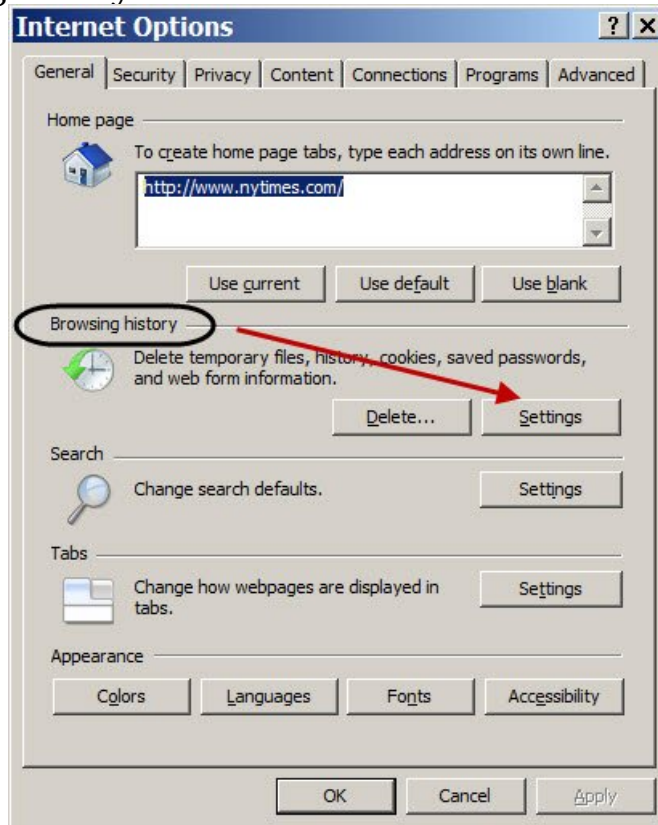 Internet Options
General Security Privacy Content Connections Programs Advanced
Home page
To create home page tabs, type each address on its own line.
http://www.nytimes.com/
Use current Use default Use blank
Browsing history
Delete temporary files, history, cookies, saved passwords,
and web form information.
Delete... Settings
Search
Change search defaults. Settings
Tabs
Change how webpages are displayed in
tabs.
Settings
Appearance
Colors Languages Fonts Accessibility
OK Cancel Apply